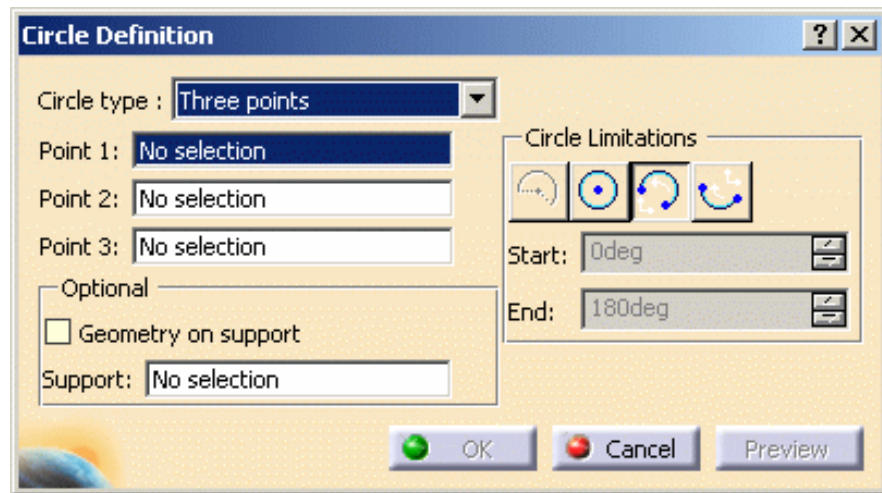 Circle Definition
Circle type : Three points
Point 1: No selection
Point 2: No selection
Point 3: No selection
Optional
Geometry on support
Support: No selection
Circle Limitations
Start: 0deg
End: 180deg
OK
Cancel
Preview